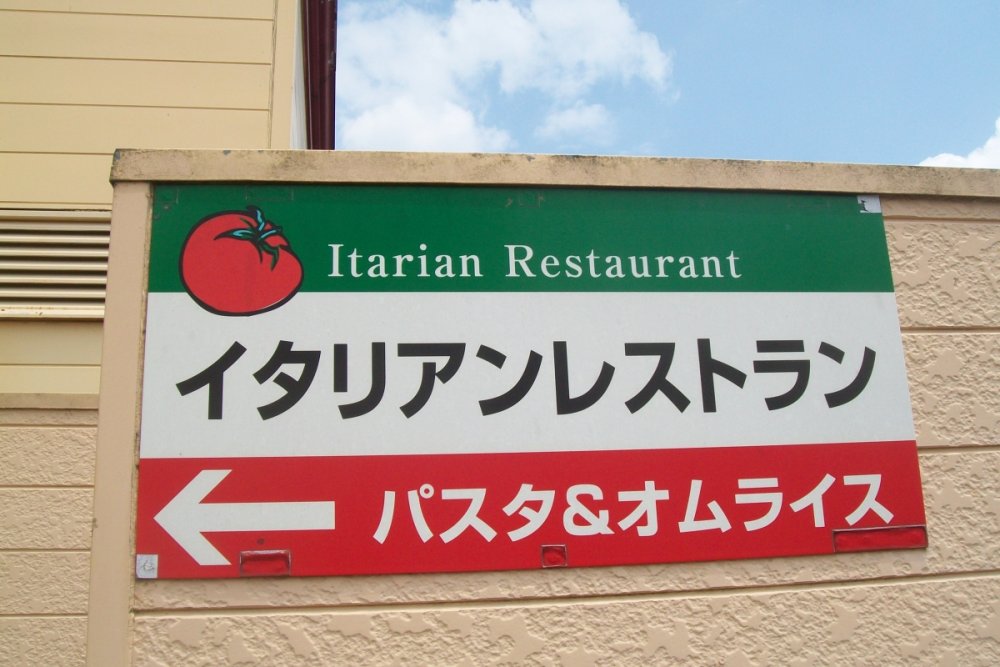 Itarian Restaurant
イタリアンレストラン
パスタ&オムライス